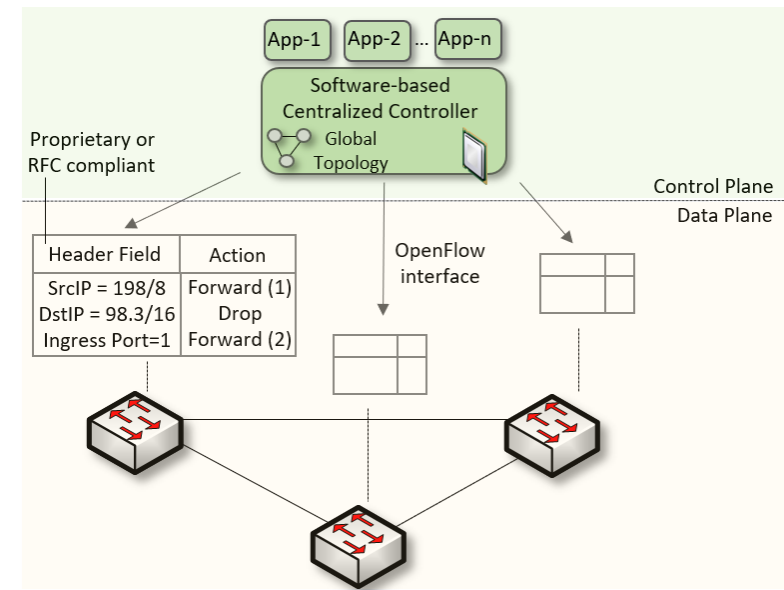 App-1 App-2 ... App-n
Software-based
Centralized Controller
Global
Topology
Proprietary or
RFC compliant
Control Plane
Data Plane
OpenFlow
interface
Header Field Action
SrcIP = 198/8 Forward (1)
DstIP = 98.3/16 Drop
Ingress Port=1 Forward (2)